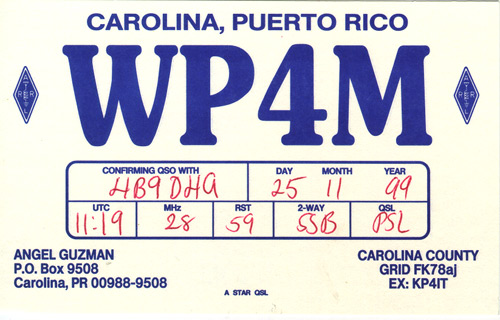 CAROLINA, PUERTO RICO
WP4M
CONFIRMING QSO WITH DAY MONTH YEAR
HB9DHG 25 11 99
UTC MHz RST 2-WAY QSL
11:19 28 59 SSB PSL
ANGEL GUZMAN
P.O. Box 9508
Carolina, PR 00988-9508
CAROLINA COUNTY
GRID FK78aj
EX: KP4IT
A STAR QSL